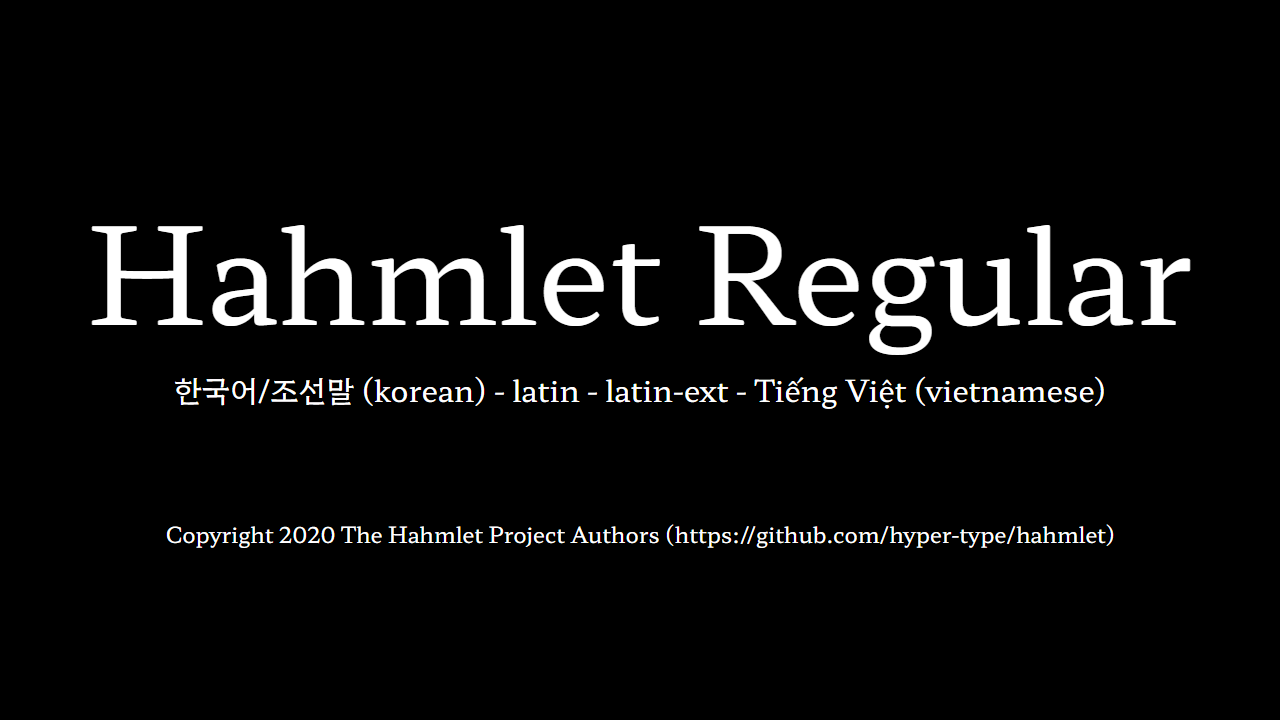 Hahmlet Regular
한국어/조선말 (korean) - latin - latin-ext - Tiếng Việt (vietnamese)
Copyright 2020 The Hahmlet Project Authors (https://github.com/hyper-type/hahmlet)